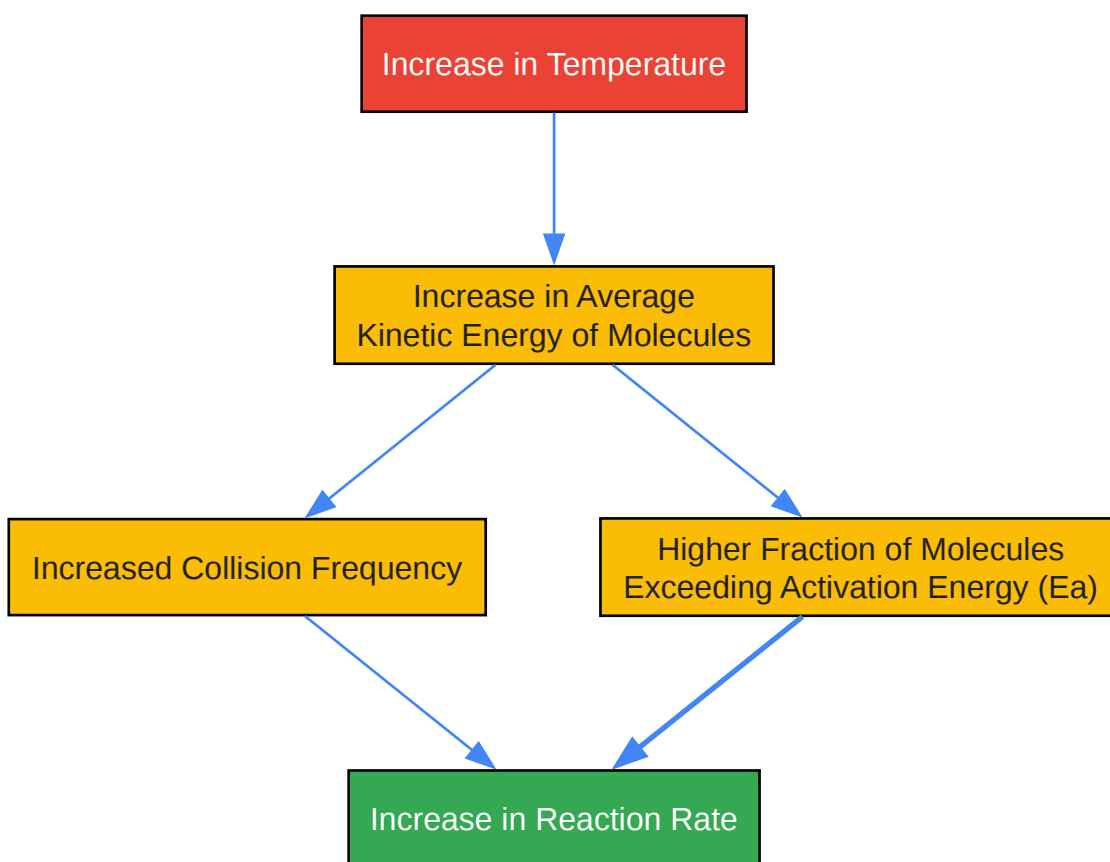 Increase in Temperature
Increase in Average
Kinetic Energy of Molecules
Increased Collision Frequency
Higher Fraction of Molecules
Exceeding Activation Energy (Ea)
Increase in Reaction Rate